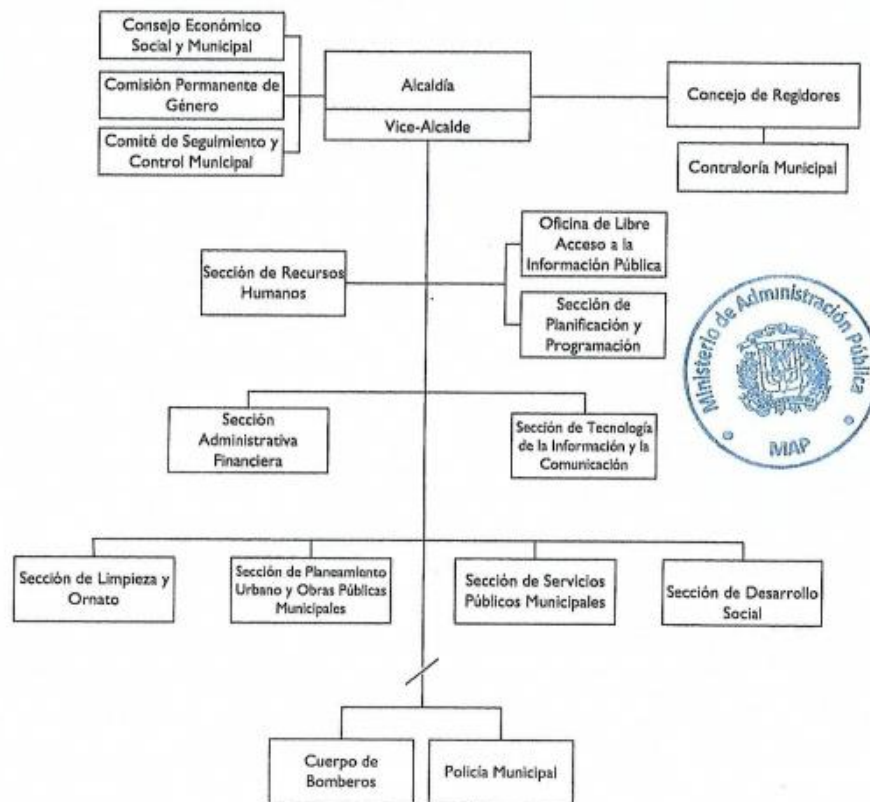 Consejo Económico
Social y Municipal
Comisión Permanente de
Género
Comité de Seguimiento y
Control Municipal
Alcaldía
Vice-Alcalde
Concejo de Regidores
Contraloría Municipal
Sección de Recursos
Humanos
Oficina de Libre
Acceso a la
Información Pública
Sección de
Planificación y
Programación
Ministerio de Administración Pública
MAP
Sección
Administrativa
Financiera
Sección de Tecnología
de la Información y la
Comunicación
Sección de Limpieza y
Ornato
Sección de Planeamiento
Urbano y Obras Públicas
Municipales
Sección de Servicios
Públicos Municipales
Sección de Desarrollo
Social
Cuerpo de
Bomberos
Policía Municipal